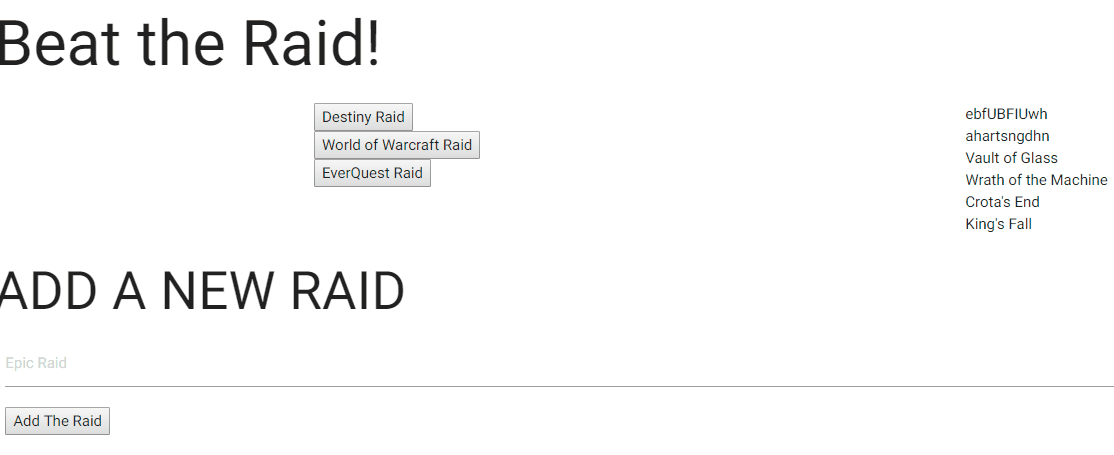 Beat the Raid!
Destiny Raid
World of Warcraft Raid
EverQuest Raid
ebfUBFIUwh
ahartsngdhn
Vault of Glass
Wrath of the Machine
Crota's End
King's Fall
ADD A NEW RAID
Epic Raid
Add The Raid